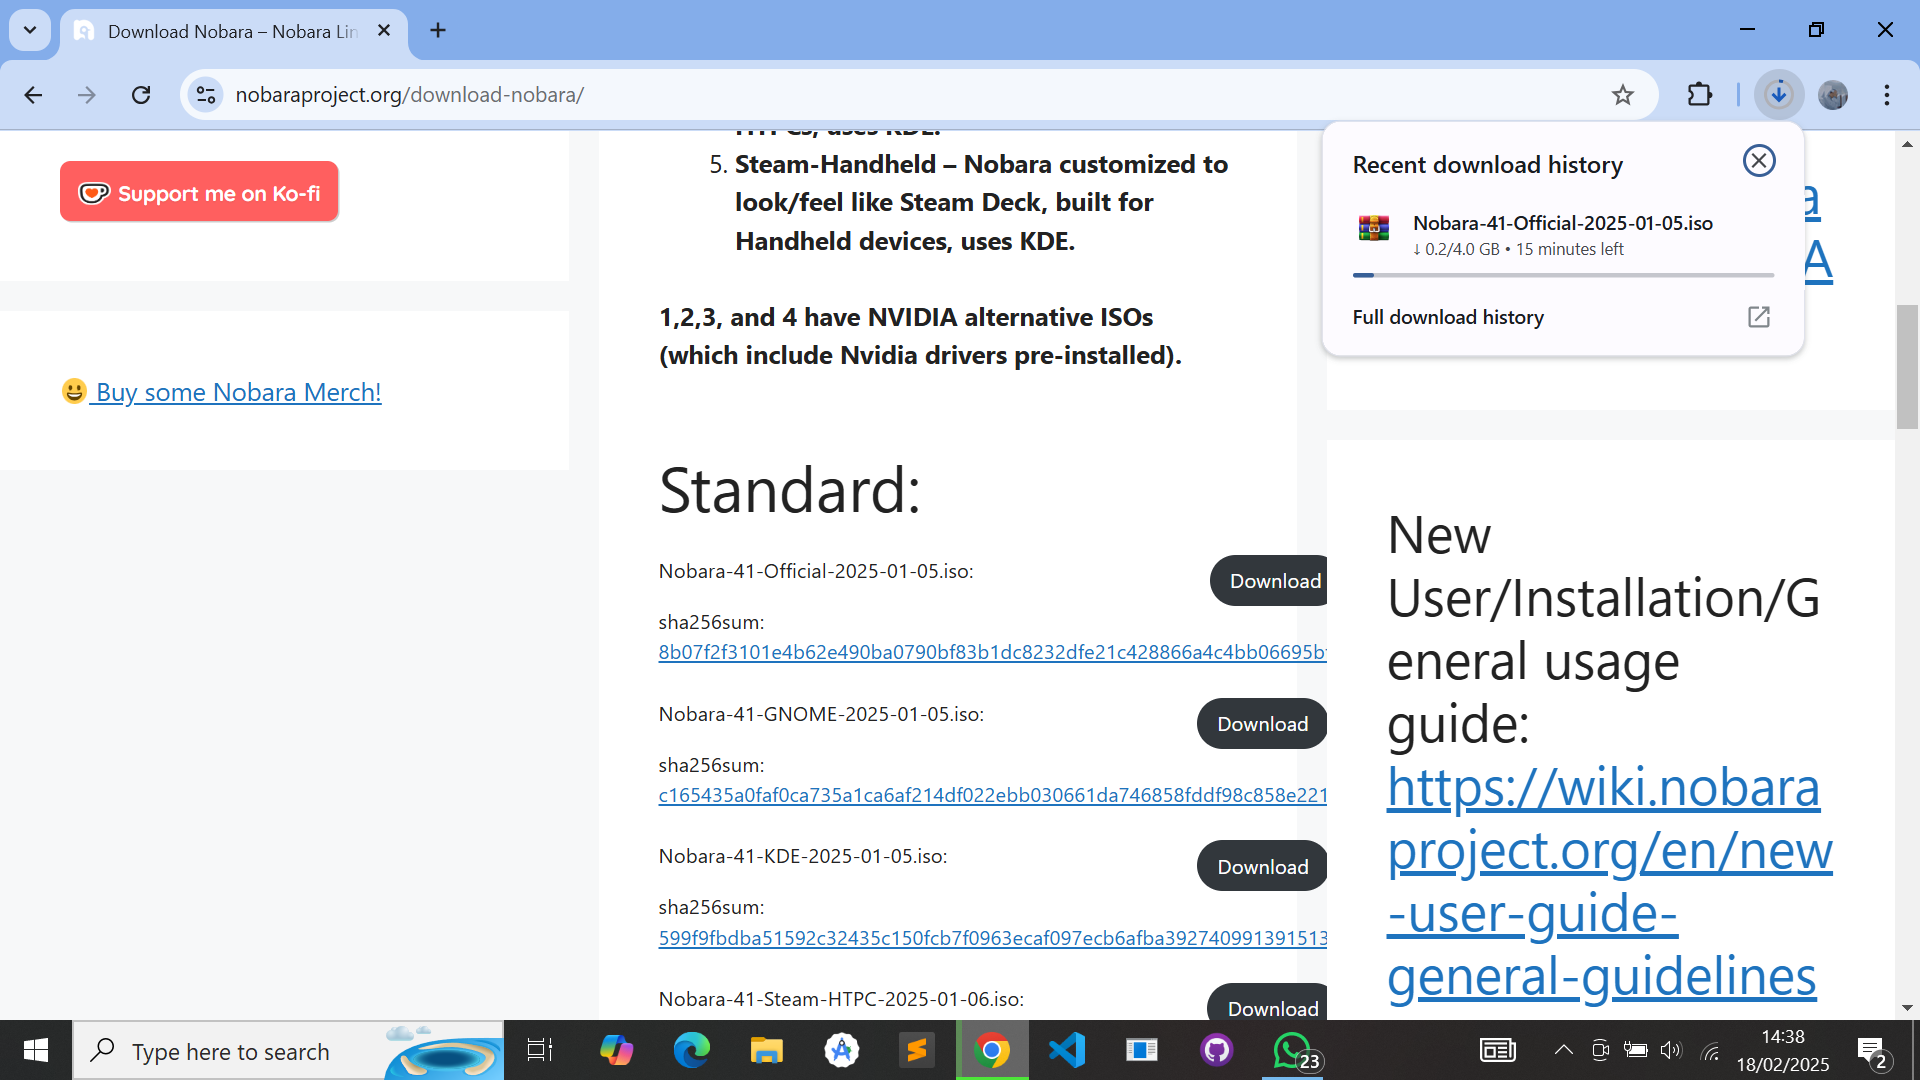 Download Nobara – Nobara Lin
nobaraproject.org/download-nobara/
Support me on Ko-fi
Buy some Nobara Merch!
HTPCs, uses KDE.
5. Steam-Handheld – Nobara customized to
look/feel like Steam Deck, built for
Handheld devices, uses KDE.
1,2,3, and 4 have NVIDIA alternative ISOs
(which include Nvidia drivers pre-installed).
Standard:
Nobara-41-Official-2025-01-05.iso:
Download
sha256sum:
8b07f2f3101e4b62e490ba0790bf83b1dc8232dfe21c428866a4c4bb06695b
Nobara-41-GNOME-2025-01-05.iso:
Download
sha256sum:
c165435a0faf0ca735a1ca6af214df022ebb030661da746858fddf98c858e221
Nobara-41-KDE-2025-01-05.iso:
Download
sha256sum:
599f9fbdba51592c32435c150fcb7f0963ecaf097ecb6afba392740991391513
Nobara-41-Steam-HTPC-2025-01-06.iso:
Download
Recent download history
Nobara-41-Official-2025-01-05.iso
↓ 0.2/4.0 GB • 15 minutes left
Full download history
a
A
New
User/Installation/G
eneral usage
guide:
https://wiki.nobara
project.org/en/new
-user-guide-
general-guidelines
Type here to search
23
14:38
18/02/2025
2